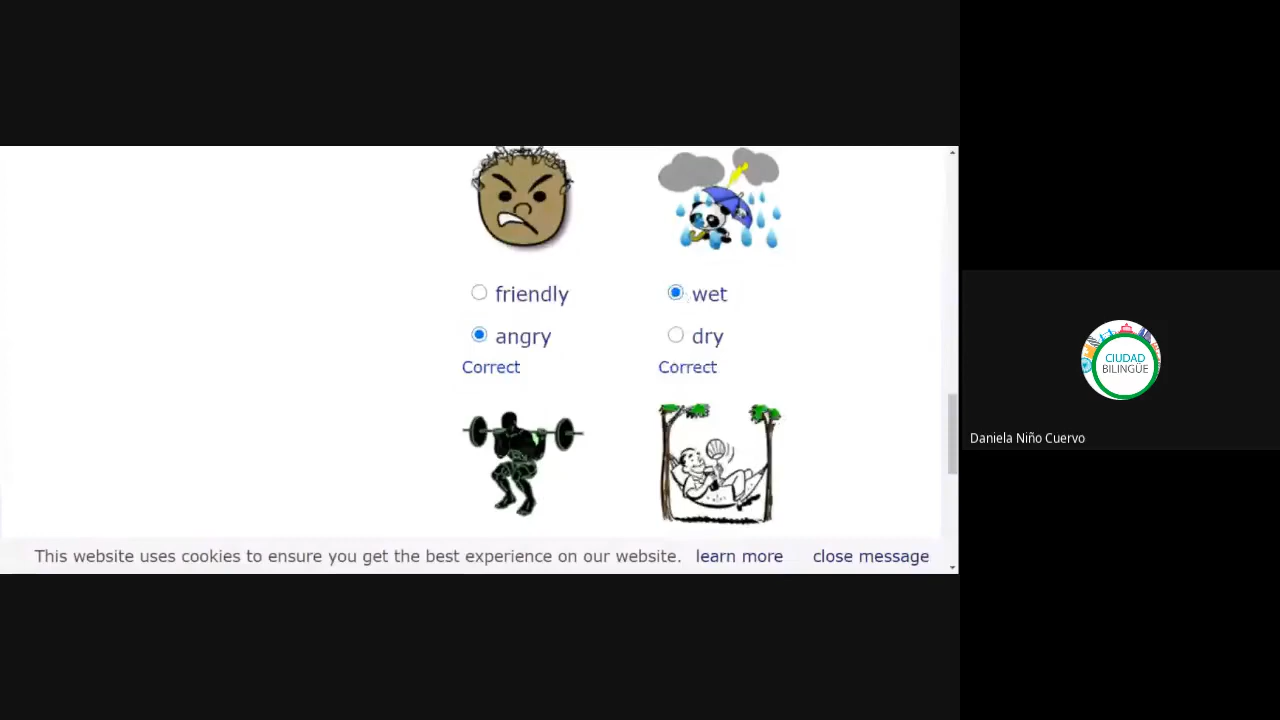 friendly
wet
angry
dry
Correct
Correct
CIUDAD
BILINGÜE
Daniela Niño Cuervo
This website uses cookies to ensure you get the best experience on our website. learn more close message